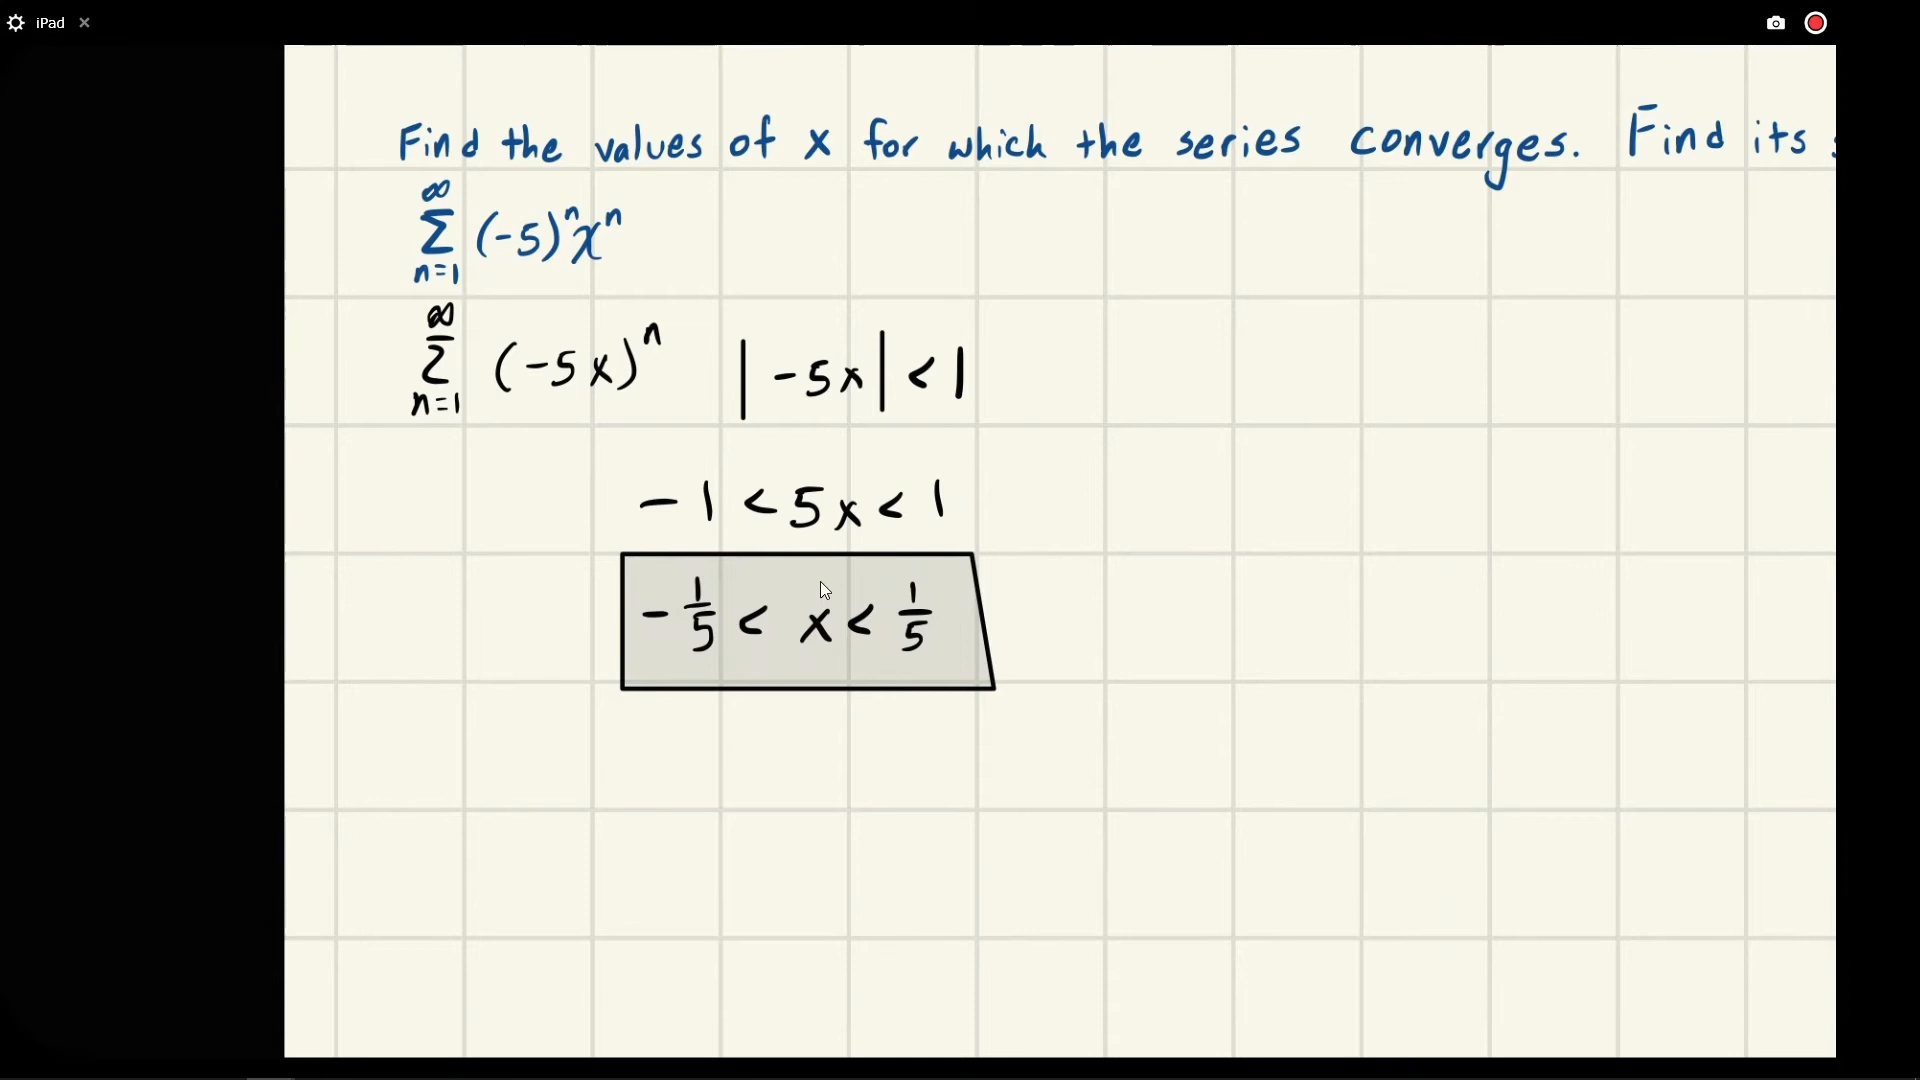 iPad
Find the values of x for which the series converges. Find its
∞
Σ (-5)ⁿxⁿ
n=1
∞
Σ (-5x)ⁿ |-5x| < 1
n=1
-1 < 5x < 1
-1/5 < x < 1/5